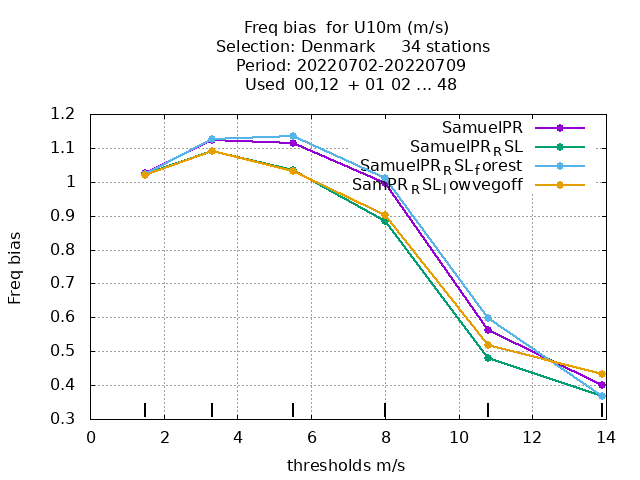 Freq bias for U10m (m/s)
Selection: Denmark 34 stations
Period: 20220702-20220709
Used 00,12 + 01 02 ... 48
1.2
1.1
1
0.9
0.8
0.7
0.6
0.5
0.4
0.3
Freq bias
SamuelPR
SamuelPR_RSL
SamuelPR_RSL_forest
SamPR_RSL_lowvegoff
0 2 4 6 8 10 12 14
thresholds m/s